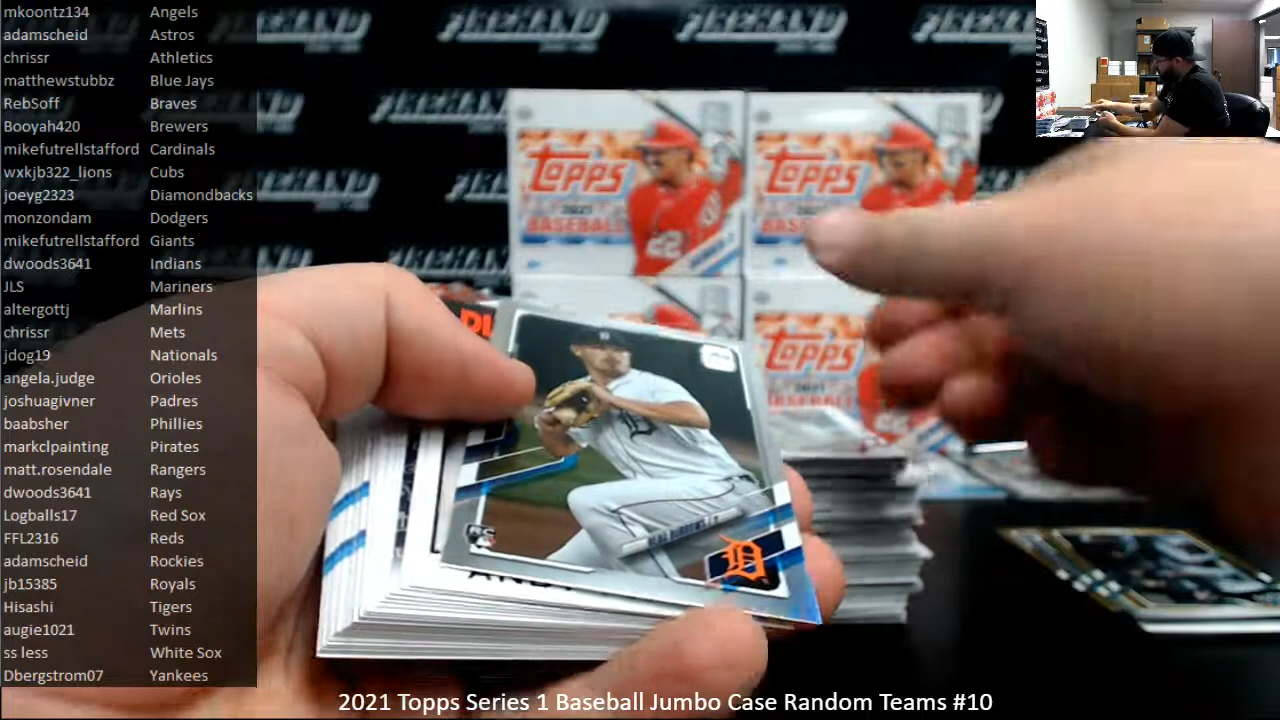 mkoontz134 Angels
adamscheid Astros
chrissr Athletics
matthewstubbz Blue Jays
RebSoff Braves
Booyah420 Brewers
mikefutrellstafford Cardinals
wxkjb322_lions Cubs
joeyg2323 Diamondbacks
monzondam Dodgers
mikefutrellstafford Giants
dwoods3641 Indians
JLS Mariners
altergottj Marlins
chrissr Mets
jdog19 Nationals
angela.judge Orioles
joshuagivner Padres
baabsher Phillies
markclpainting Pirates
matt.rosendale Rangers
dwoods3641 Rays
Logballs17 Red Sox
FFL2316 Reds
adamscheid Rockies
jb15385 Royals
Hisashi Tigers
augie1021 Twins
ss less White Sox
Dbergstrom07 Yankees
Topps
2021
BASEBALL
22
Topps
Topps
2021
BASEBALL
D
RC
D
2021 Topps Series 1 Baseball Jumbo Case Random Teams #10